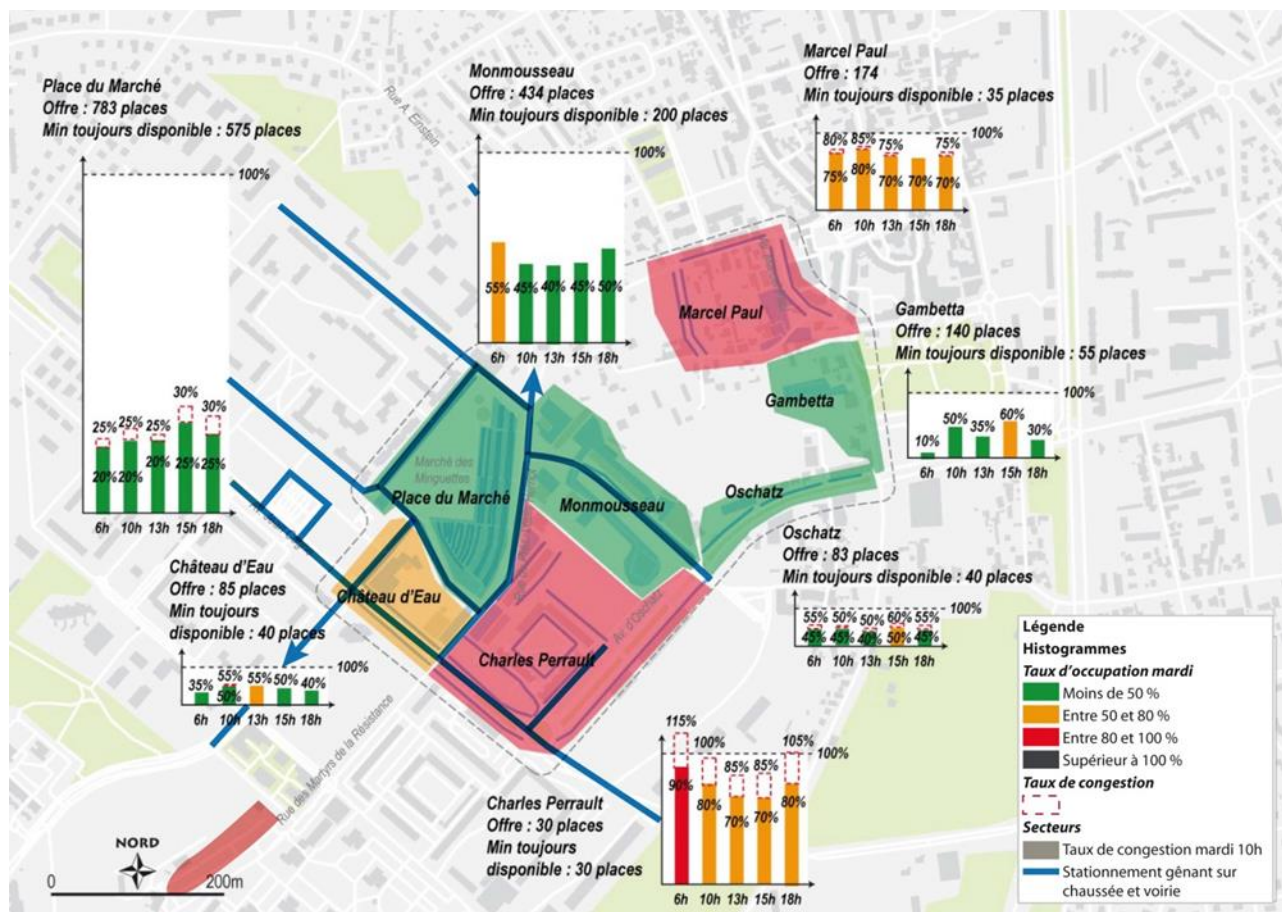 Place du Marché
Offre : 783 places
Min toujours disponible : 575 places
100%
25%
25%
25%
30%
30%
20%
20%
20%
25%
25%
6h
10h
13h
15h
18h
Monmousseau
Offre : 434 places
Min toujours disponible : 200 places
100%
55%
45%
40%
45%
50%
6h
10h
13h
15h
18h
Marcel Paul
Offre : 174
Min toujours disponible : 35 places
100%
80%
85%
75%
75%
75%
80%
70%
70%
70%
6h
10h
13h
15h
18h
Gambetta
Offre : 140 places
Min toujours disponible : 55 places
100%
10%
50%
35%
60%
30%
6h
10h
13h
15h
18h
Oschatz
Offre : 83 places
Min toujours disponible : 40 places
100%
55%
50%
50%
60%
55%
45%
45%
40%
50%
45%
6h
10h
13h
15h
18h
Château d'Eau
Offre : 85 places
Min toujours
disponible : 40 places
100%
35%
55%
50%
55%
50%
40%
6h
10h
13h
15h
18h
Charles Perrault
Offre : 30 places
Min toujours
disponible : 30 places
115%
100%
85%
85%
105%
100%
90%
80%
70%
70%
80%
6h
10h
13h
15h
18h
Rue A. Einstein
Marcel Paul
Gambetta
Oschatz
Monmousseau
Marché des
Minguettes
Place du Marché
Château d'Eau
Charles Perrault
Av. d'Oschatz
Rue des Martyrs de la Résistance
NORD
0
200m
Légende
Histogrammes
Taux d'occupation mardi
Moins de 50 %
Entre 50 et 80 %
Entre 80 et 100 %
Supérieur à 100 %
Taux de congestion
Secteurs
Taux de congestion mardi 10h
Stationnement gênant sur
chaussée et voirie